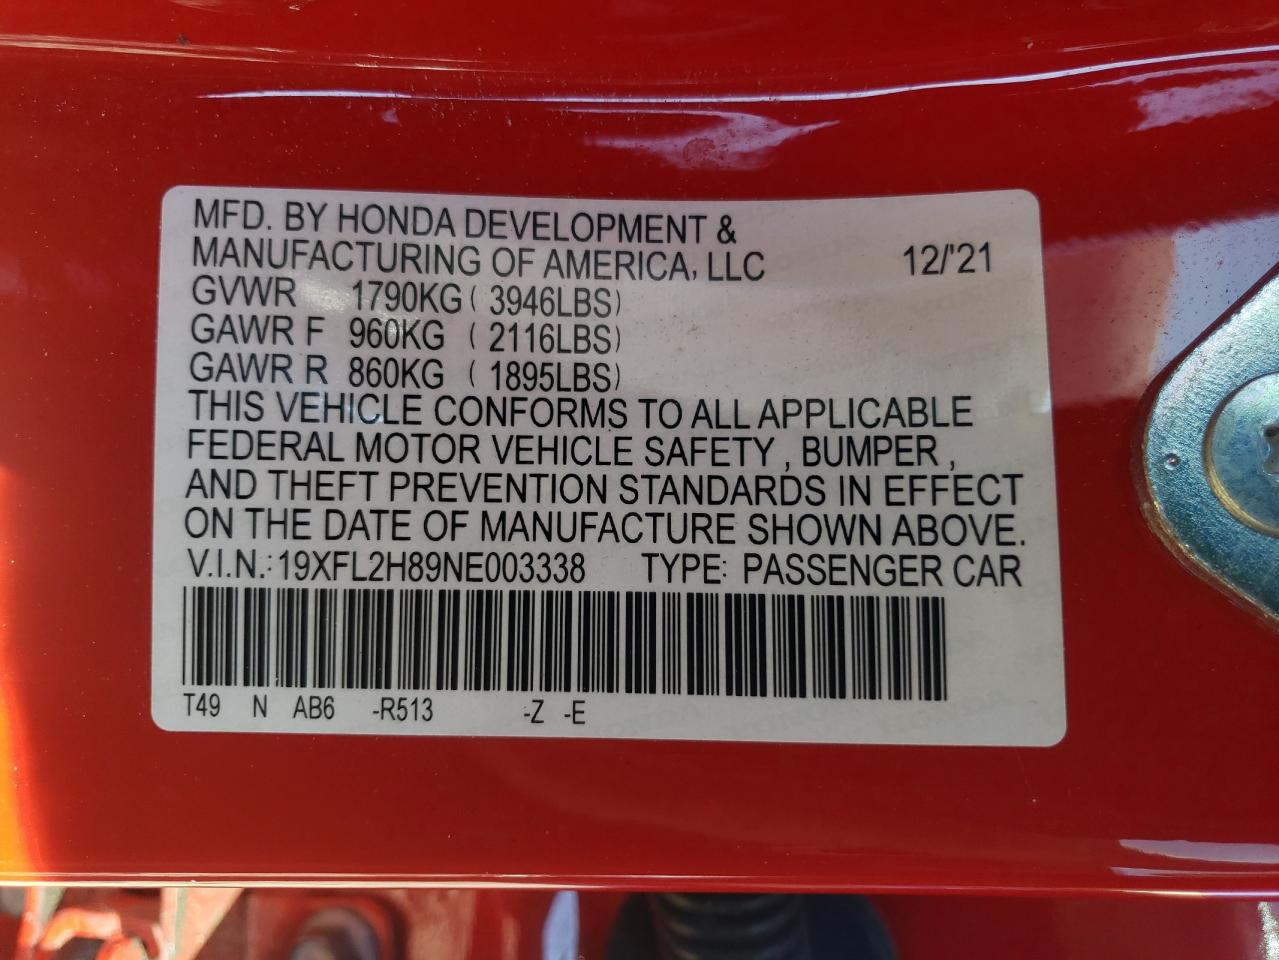 MFD. BY HONDA DEVELOPMENT &
MANUFACTURING OF AMERICA, LLC 12/'21
GVWR 1790KG ( 3946LBS)
GAWR F 960KG ( 2116LBS)
GAWR R 860KG ( 1895LBS)
THIS VEHICLE CONFORMS TO ALL APPLICABLE
FEDERAL MOTOR VEHICLE SAFETY , BUMPER ,
AND THEFT PREVENTION STANDARDS IN EFFECT
ON THE DATE OF MANUFACTURE SHOWN ABOVE.
V.I.N.: 19XFL2H89NE003338 TYPE: PASSENGER CAR
T49 N AB6 -R513 -Z -E